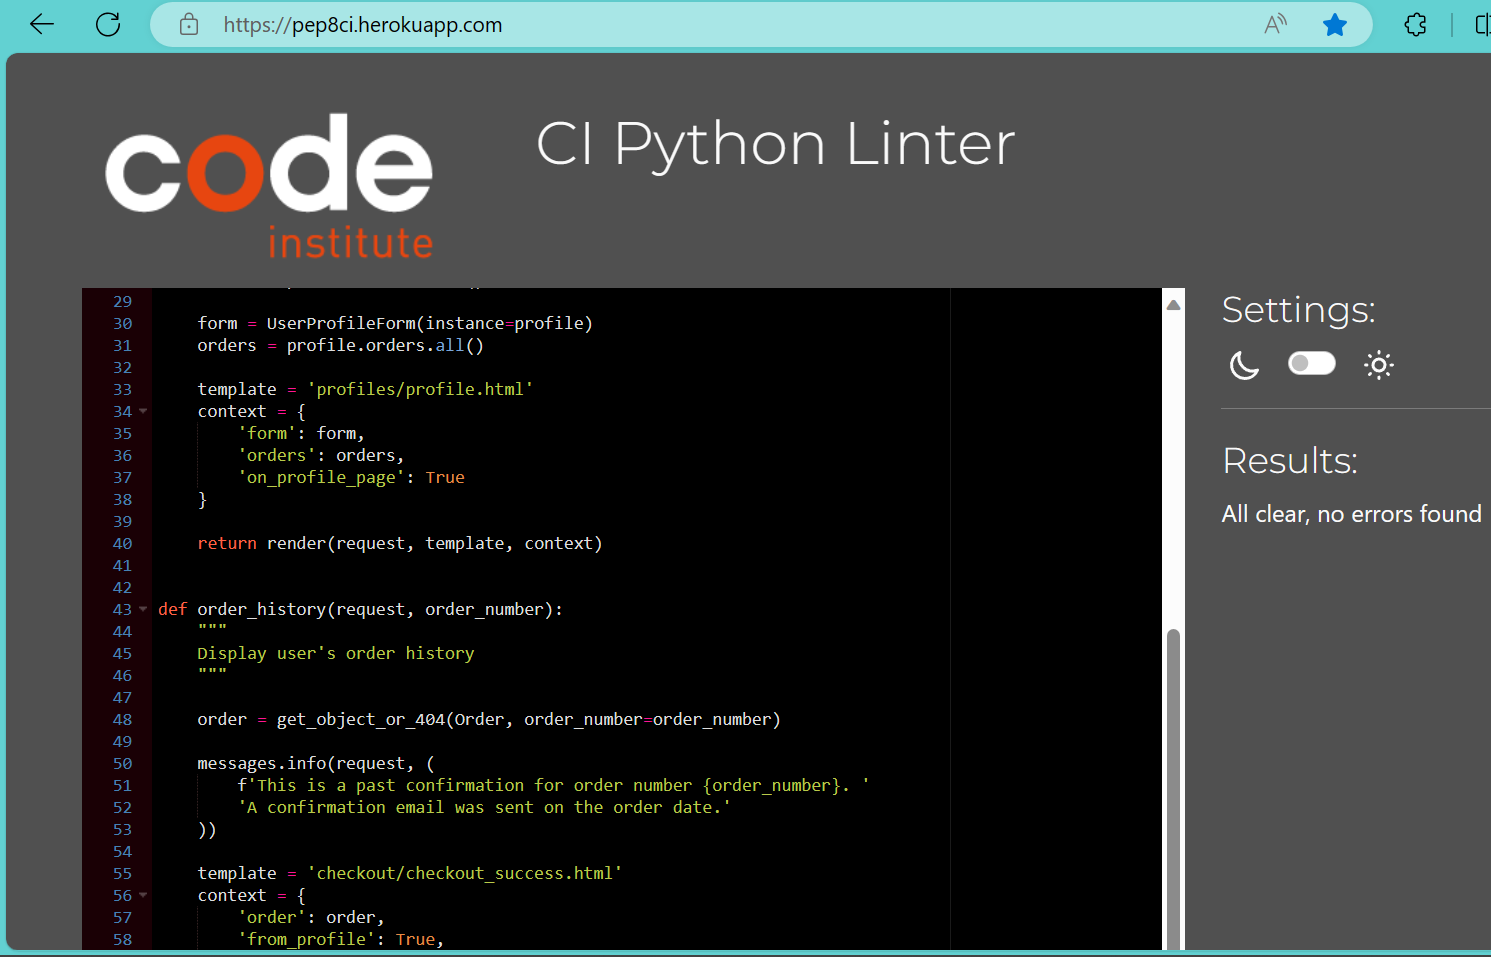 https://pep8ci.herokuapp.com
code
institute
CI Python Linter
29
30     form = UserProfileForm(instance=profile)
31     orders = profile.orders.all()
32
33     template = 'profiles/profile.html'
34     context = {
35         'form': form,
36         'orders': orders,
37         'on_profile_page': True
38     }
39
40     return render(request, template, context)
41
42
43 def order_history(request, order_number):
44     """
45     Display user's order history
46     """
47
48     order = get_object_or_404(Order, order_number=order_number)
49
50     messages.info(request, (
51         f'This is a past confirmation for order number {order_number}. '
52         'A confirmation email was sent on the order date.'
53     ))
54
55     template = 'checkout/checkout_success.html'
56     context = {
57         'order': order,
58         'from_profile': True,
Settings:
Results:
All clear, no errors found